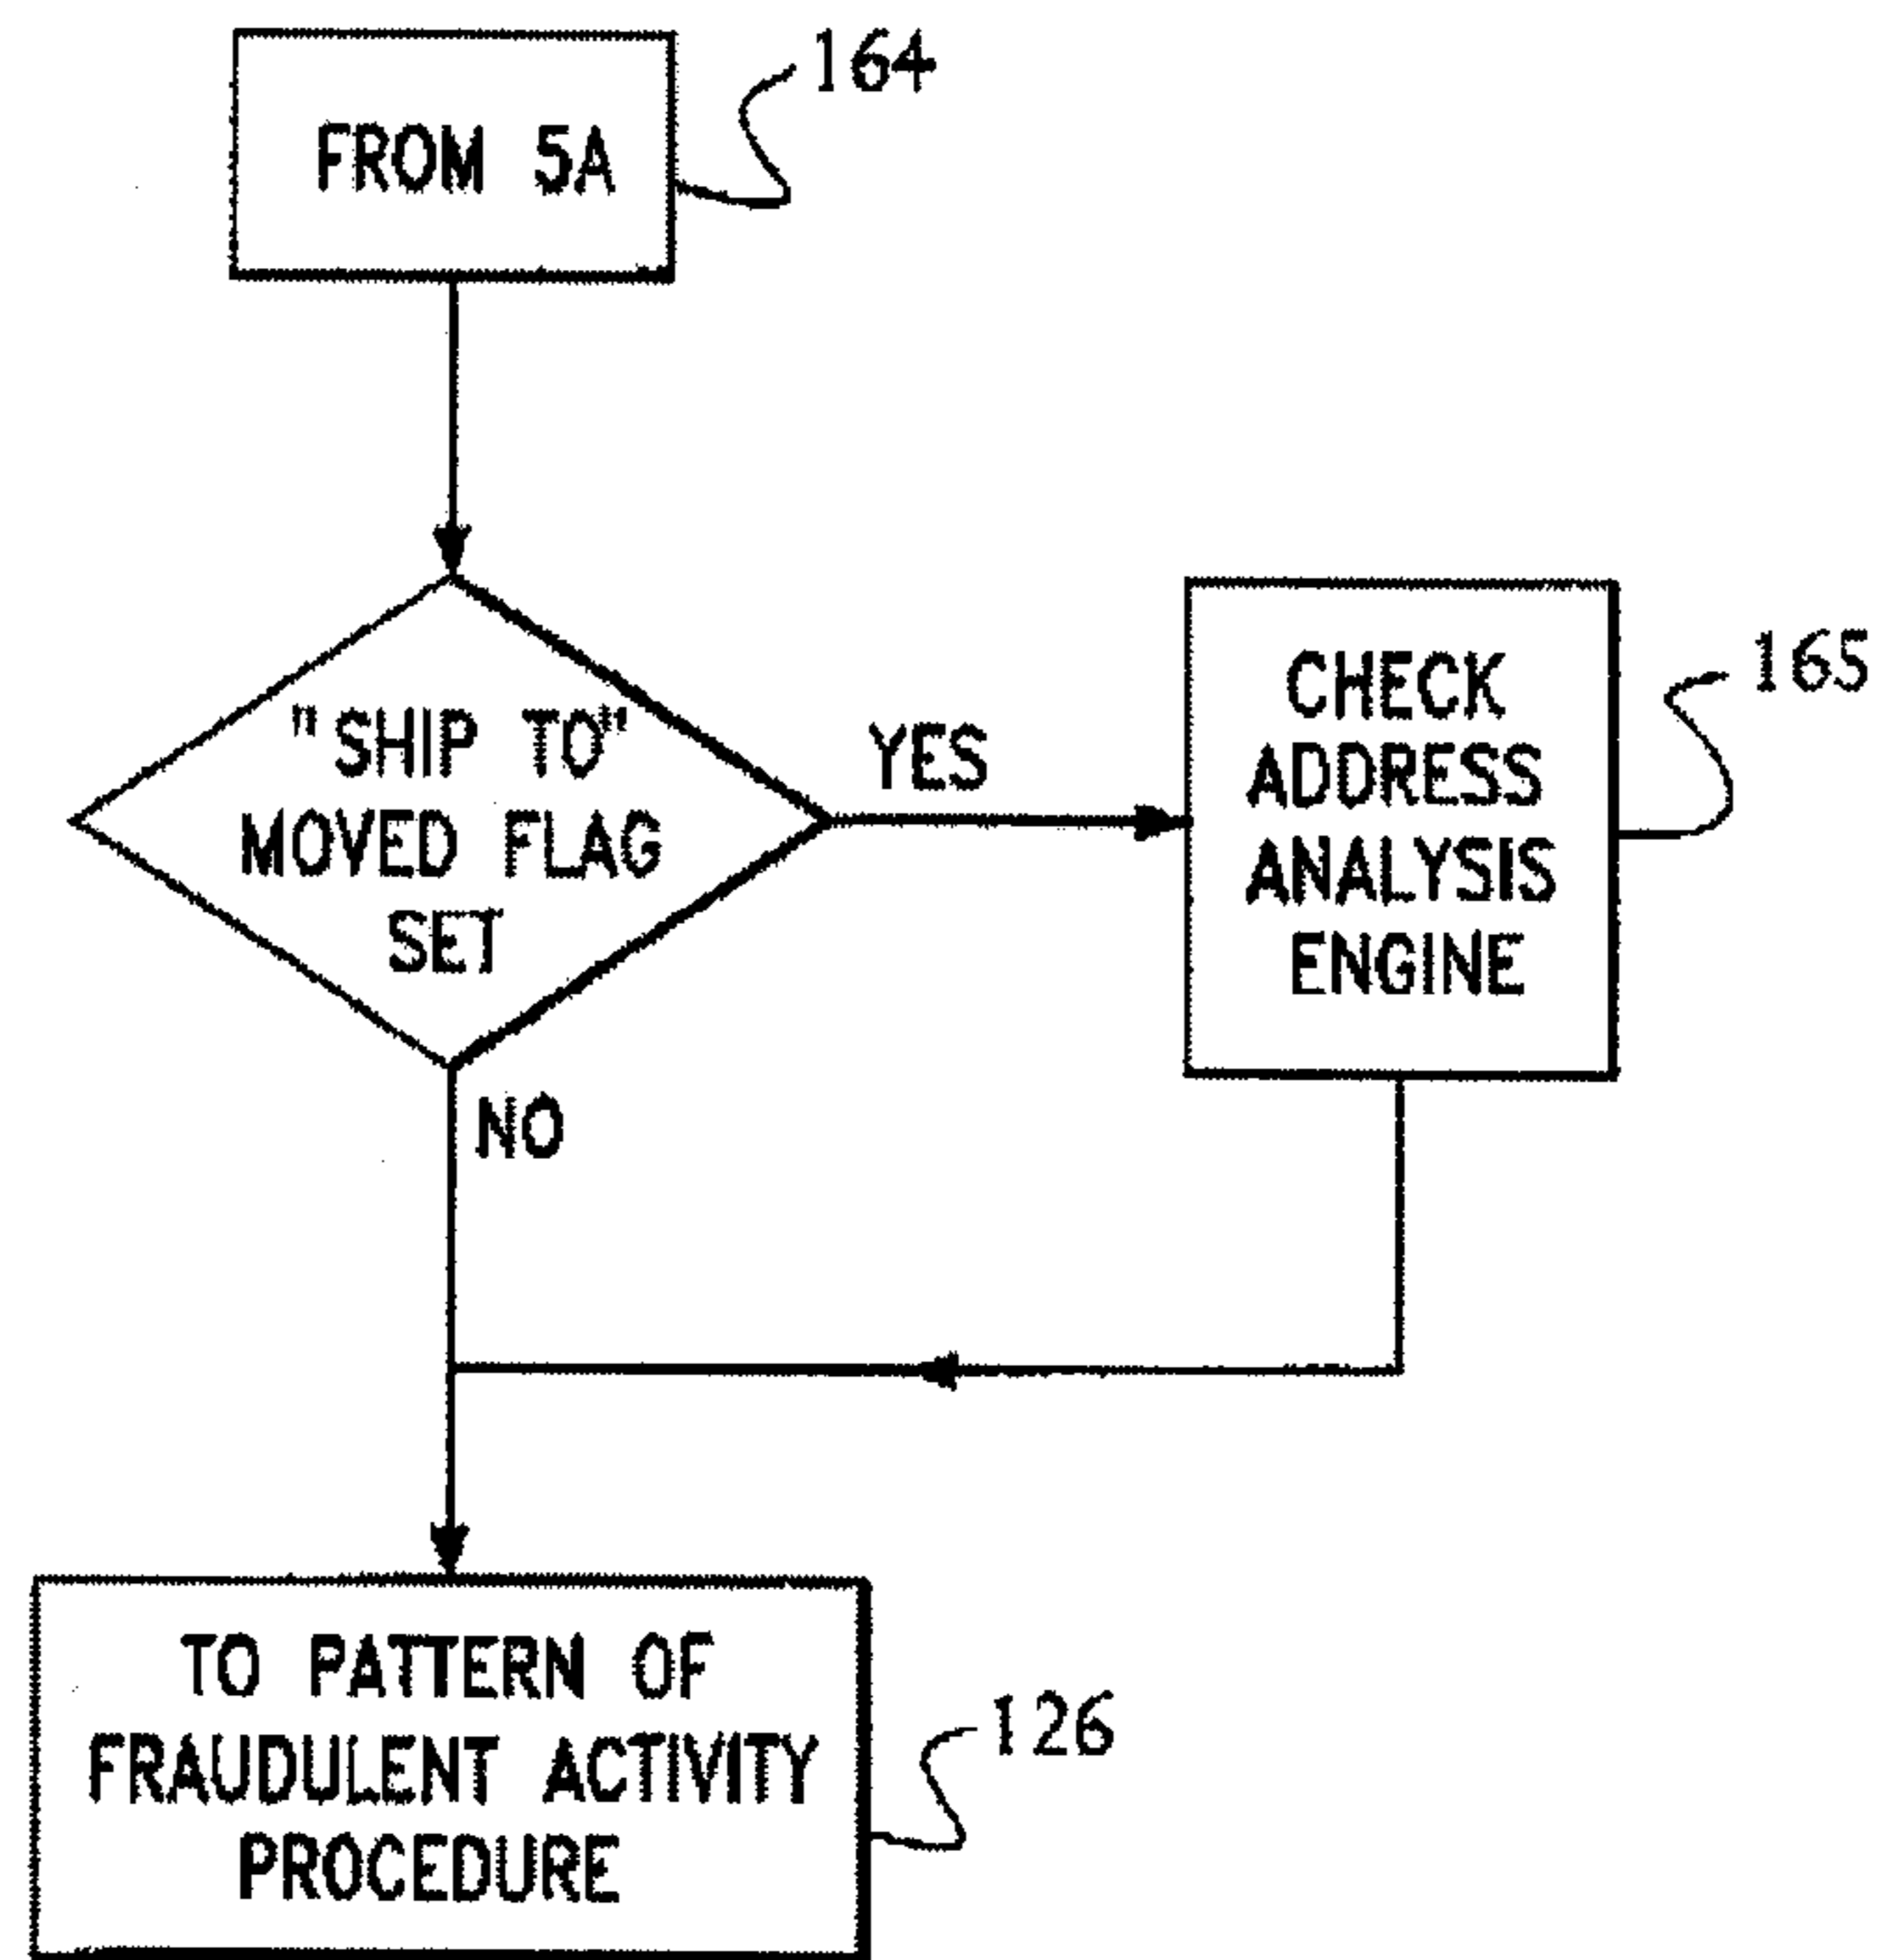 164
FROM 5A
"SHIP TO"
MOVED FLAG
SET
YES
CHECK
ADDRESS
ANALYSIS
ENGINE
165
NO
TO PATTERN OF
FRAUDULENT ACTIVITY
PROCEDURE
126